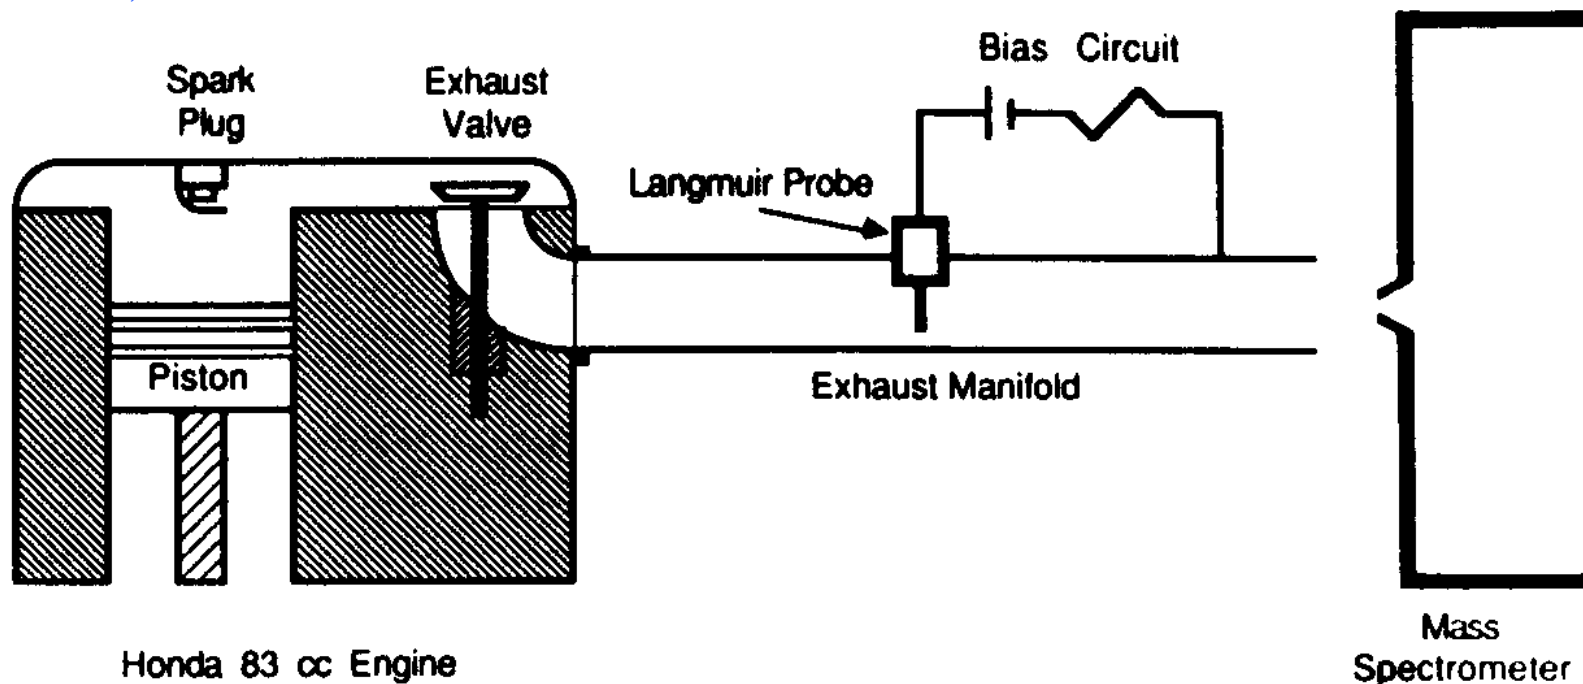 Bias Circuit
Spark
Plug
Exhaust
Valve
Langmuir Probe
Piston
Exhaust Manifold
Honda 83 cc Engine
Mass
Spectrometer